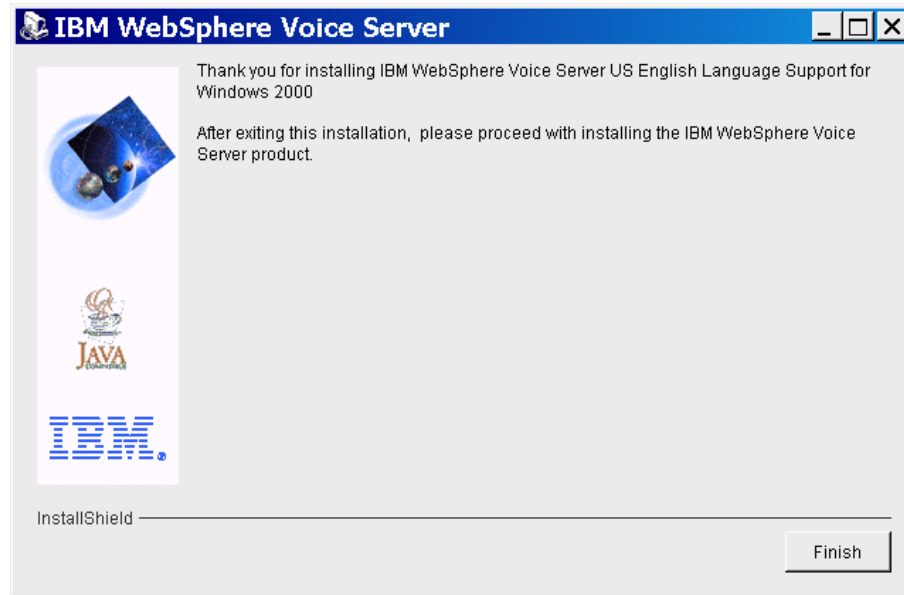 IBM WebSphere Voice Server
Thank you for installing IBM WebSphere Voice Server US English Language Support for
Windows 2000
After exiting this installation, please proceed with installing the IBM WebSphere Voice
Server product.
JAVA
COMPATIBLE
IBM.
InstallShield
Finish